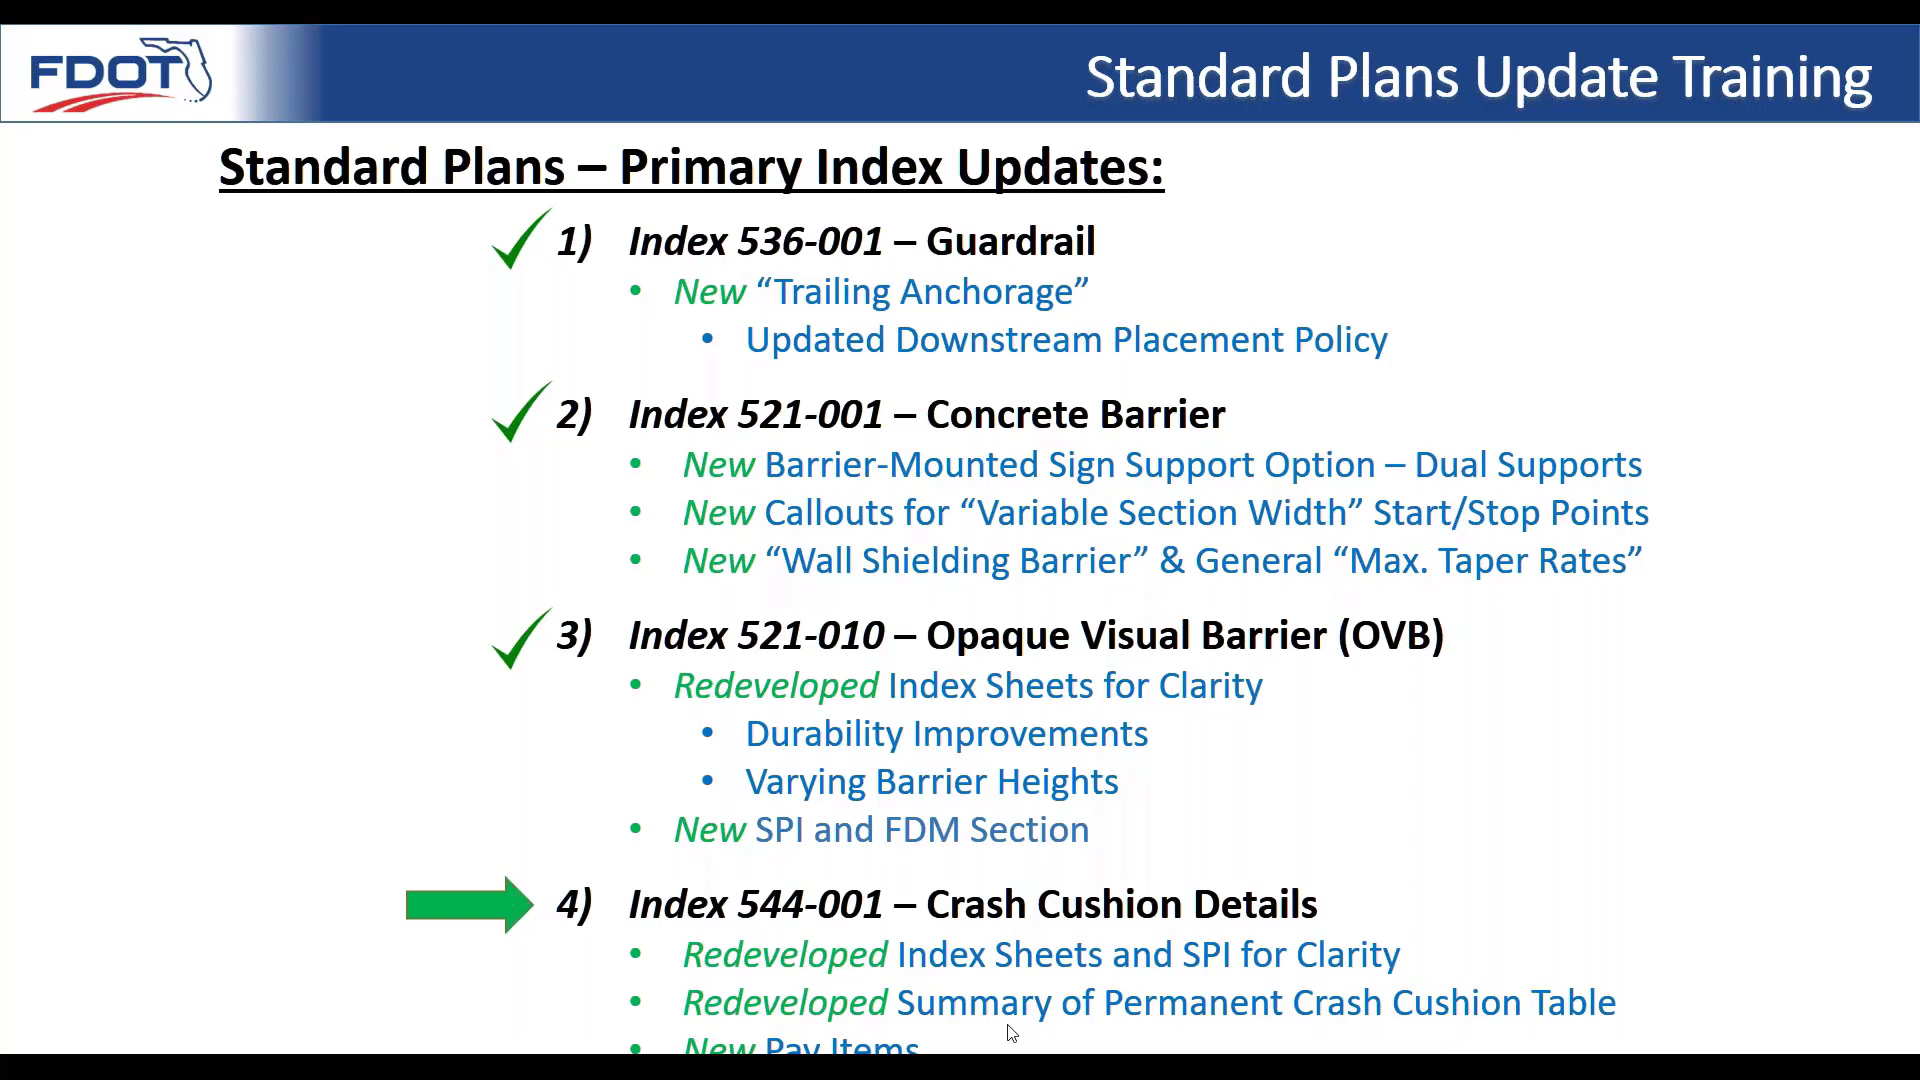 FDOT
Standard Plans Update Training
Standard Plans – Primary Index Updates:
1) Index 536-001 – Guardrail
• New “Trailing Anchorage”
• Updated Downstream Placement Policy
2) Index 521-001 – Concrete Barrier
• New Barrier-Mounted Sign Support Option – Dual Supports
• New Callouts for “Variable Section Width” Start/Stop Points
• New “Wall Shielding Barrier” & General “Max. Taper Rates”
3) Index 521-010 – Opaque Visual Barrier (OVB)
• Redeveloped Index Sheets for Clarity
• Durability Improvements
• Varying Barrier Heights
• New SPI and FDM Section
4) Index 544-001 – Crash Cushion Details
• Redeveloped Index Sheets and SPI for Clarity
• Redeveloped Summary of Permanent Crash Cushion Table
• New Pay Items